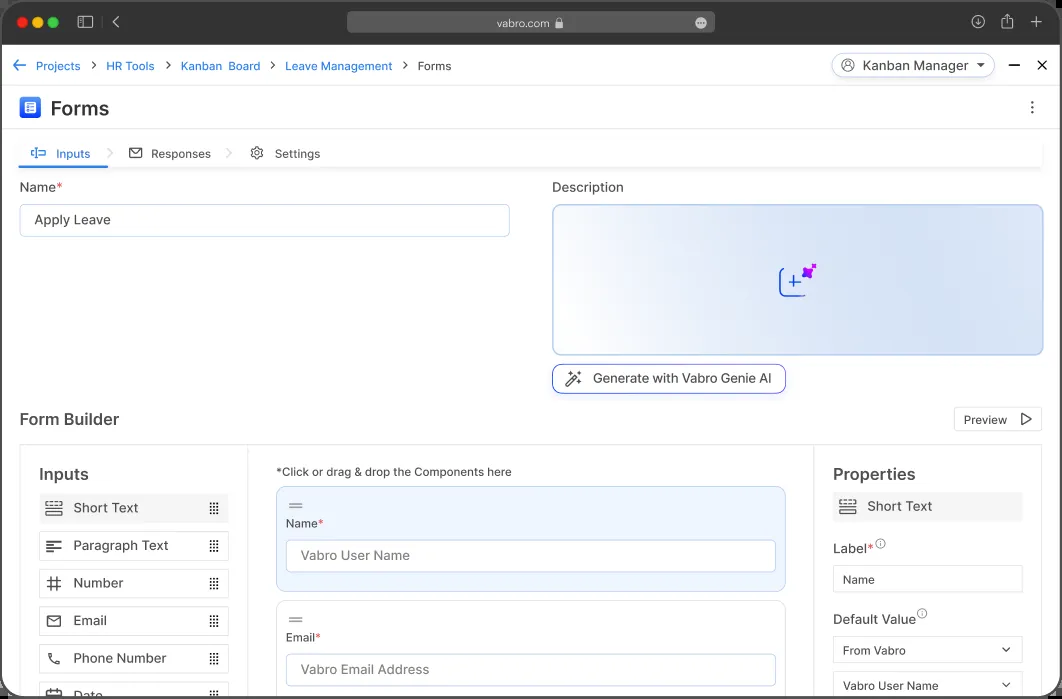 vabro.com
Projects > HR Tools > Kanban Board > Leave Management > Forms
Kanban Manager
Forms
Inputs
Responses
Settings
Name*
Description
Apply Leave
Generate with Vabro Genie AI
Form Builder
Preview
Inputs
Short Text
Paragraph Text
Number
Email
Phone Number
Date
*Click or drag & drop the Components here
Name*
Vabro User Name
Email*
Vabro Email Address
Properties
Short Text
Label*
Name
Default Value
From Vabro
Vabro User Name